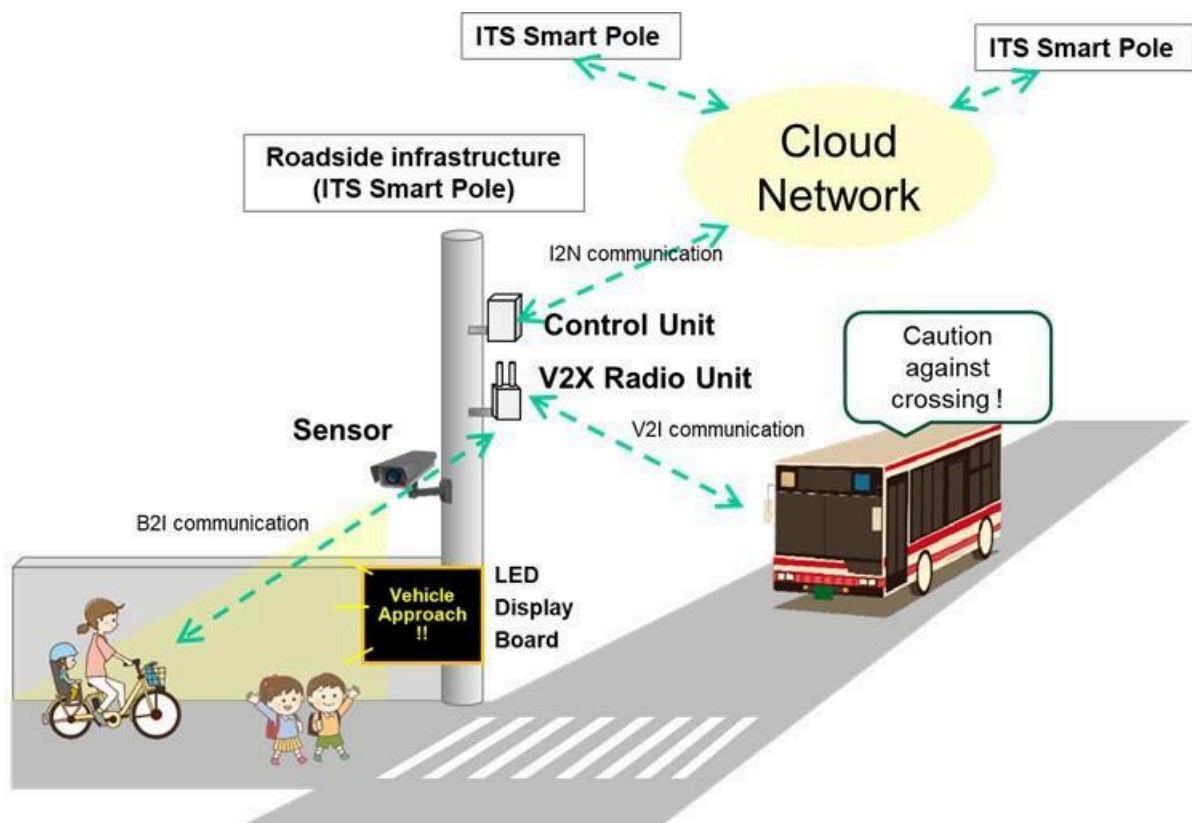 ITS Smart Pole
ITS Smart Pole
Cloud
Network
Roadside infrastructure
(ITS Smart Pole)
I2N communication
Control Unit
Caution
against
crossing !
V2X Radio Unit
Sensor
V2I communication
B2I communication
Vehicle
Approach
!!
LED
Display
Board